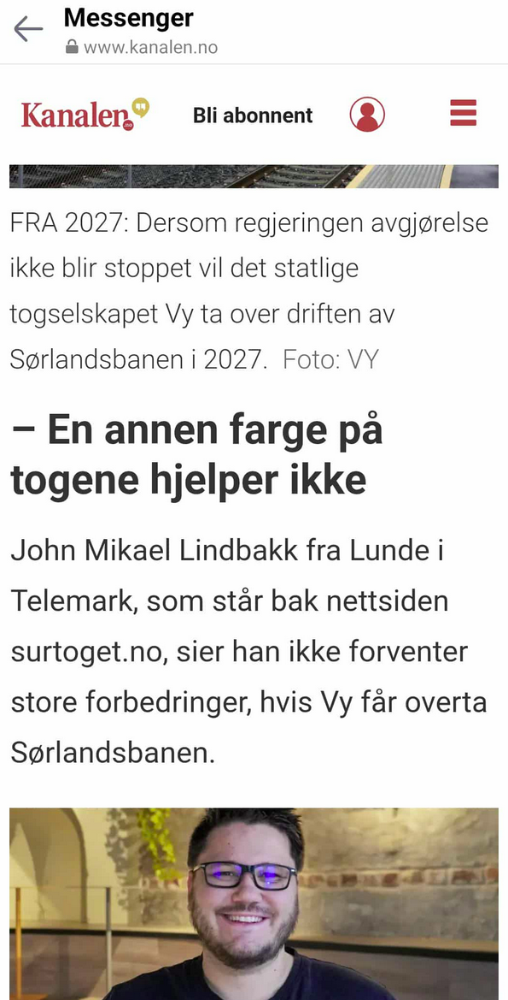 Messenger
www.kanalen.no
Kanalen.no
Bli abonnent
FRA 2027: Dersom regjeringen avgjørelse
ikke blir stoppet vil det statlige
togselskapet Vy ta over driften av
Sørlandsbanen i 2027. Foto: VY
– En annen farge på
togene hjelper ikke
John Mikael Lindbakk fra Lunde i
Telemark, som står bak nettsiden
surtoget.no, sier han ikke forventer
store forbedringer, hvis Vy får overta
Sørlandsbanen.